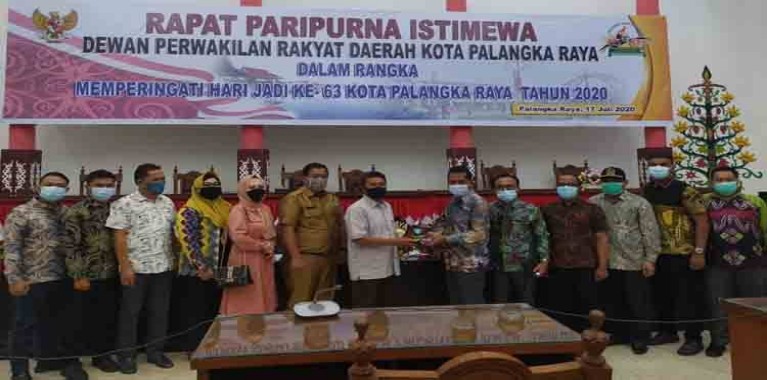 RAPAT PARIPURNA ISTIMEWA
DEWAN PERWAKILAN RAKYAT DAERAH KOTA PALANGKA RAYA
DALAM RANGKA
MEMPERINGATI HARI JADI KE- 63 KOTA PALANGKA RAYA TAHUN 2020
Palangka Raya, 17 Juli 2020